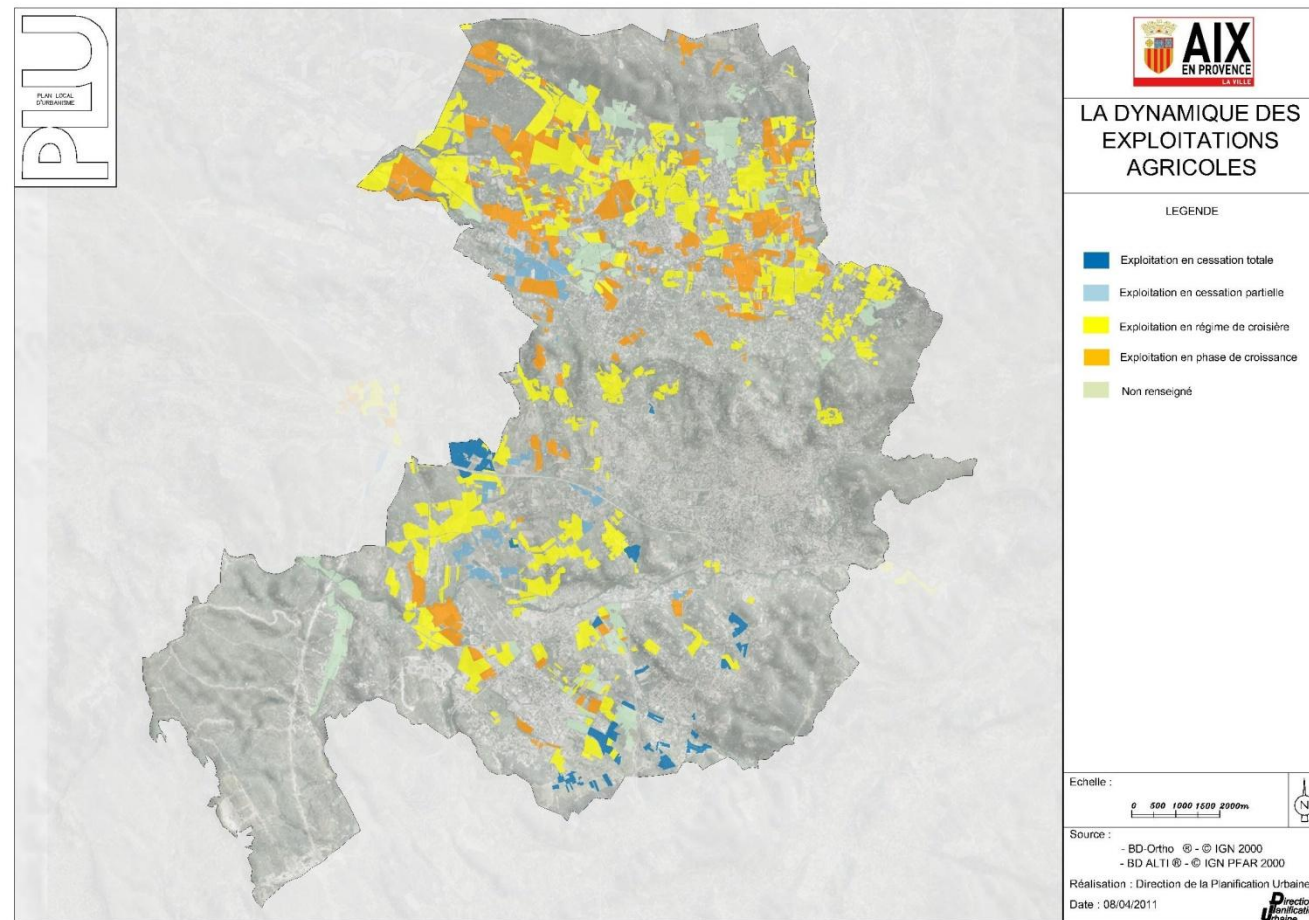 PLU
PLAN LOCAL
D'URBANISME
AIX
EN PROVENCE
LA VILLE
LA DYNAMIQUE DES
EXPLOITATIONS
AGRICOLES
LEGENDE
Exploitation en cessation totale
Exploitation en cessation partielle
Exploitation en régime de croisière
Exploitation en phase de croissance
Non renseigné
Echelle :
0 500 1000 1500 2000m
N
Source :
- BD-Ortho ® - © IGN 2000
- BD ALTI ® - © IGN PFAR 2000
Réalisation : Direction de la Planification Urbaine
Date : 08/04/2011